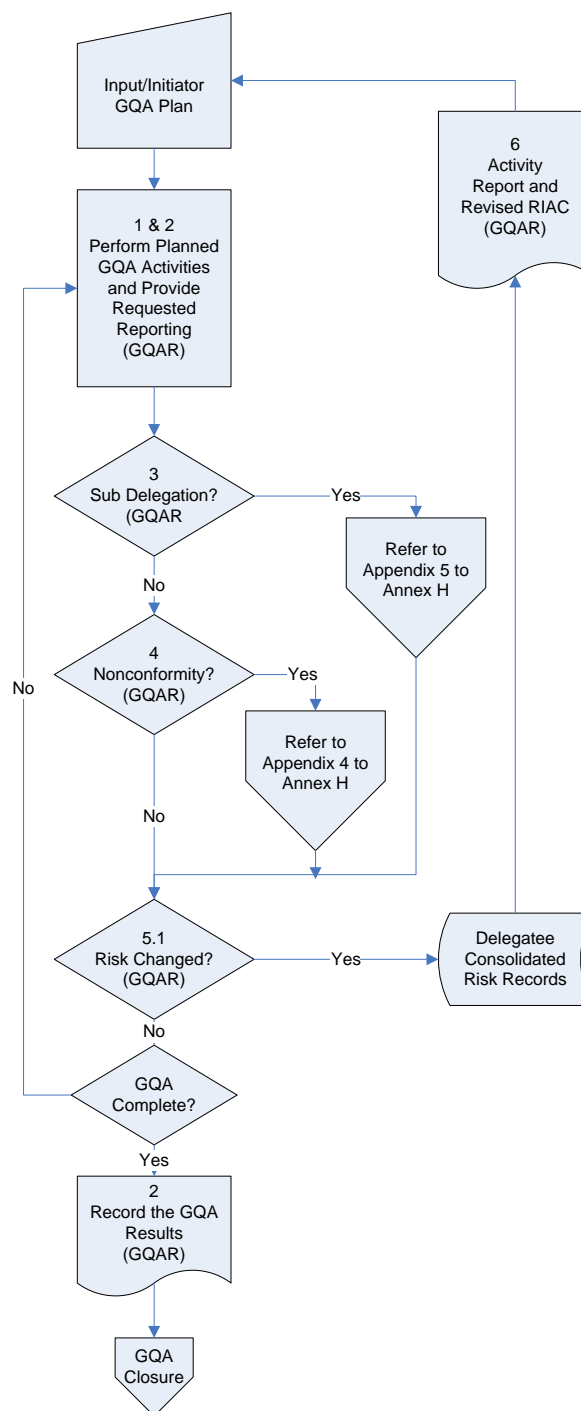 Input/Initiator
GQA Plan
6
Activity
Report and
Revised RIAC
(GQAR)
1 & 2
Perform Planned
GQA Activities
and Provide
Requested
Reporting
(GQAR)
3
Sub Delegation?
(GQAR
Yes
Refer to
Appendix 5 to
Annex H
No
4
Nonconformity?
(GQAR)
Yes
No
Refer to
Appendix 4 to
Annex H
No
5.1
Risk Changed?
(GQAR)
Yes
Delegatee
Consolidated
Risk Records
No
GQA
Complete?
Yes
2
Record the GQA
Results
(GQAR)
GQA
Closure